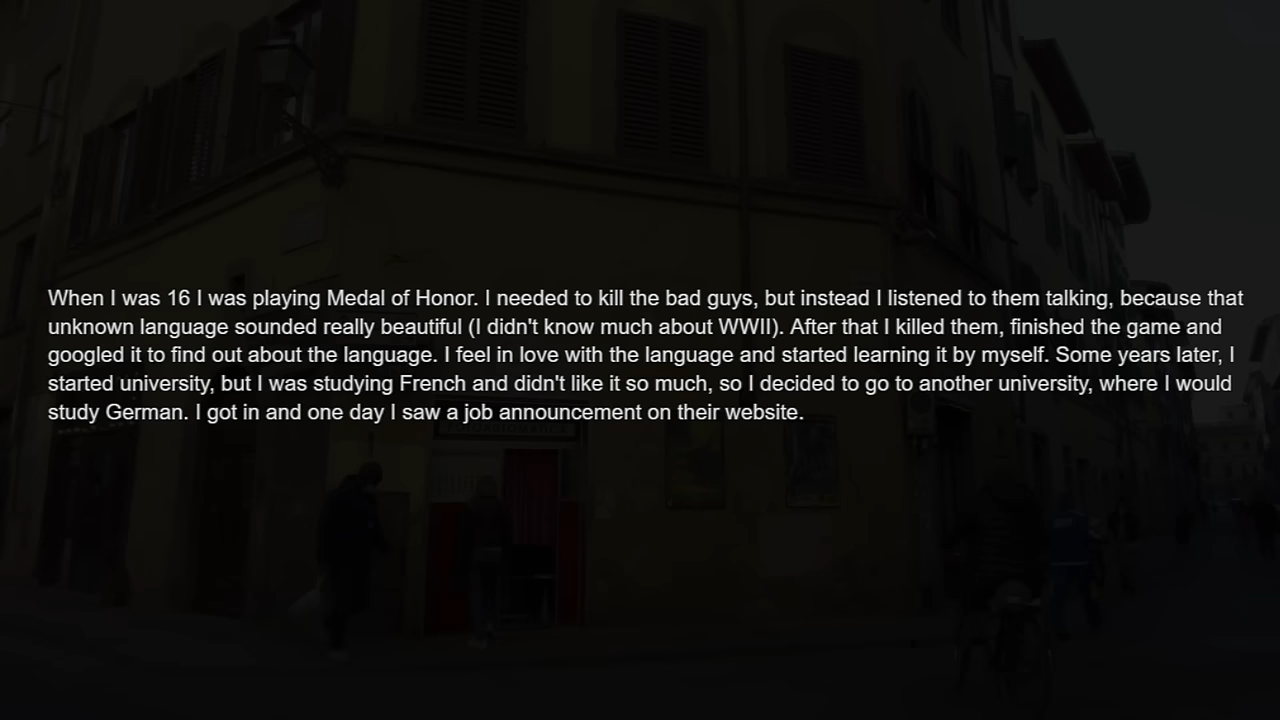 When I was 16 I was playing Medal of Honor. I needed to kill the bad guys, but instead I listened to them talking, because that
unknown language sounded really beautiful (I didn't know much about WWII). After that I killed them, finished the game and
googled it to find out about the language. I feel in love with the language and started learning it by myself. Some years later, I
started university, but I was studying French and didn't like it so much, so I decided to go to another university, where I would
study German. I got in and one day I saw a job announcement on their website.